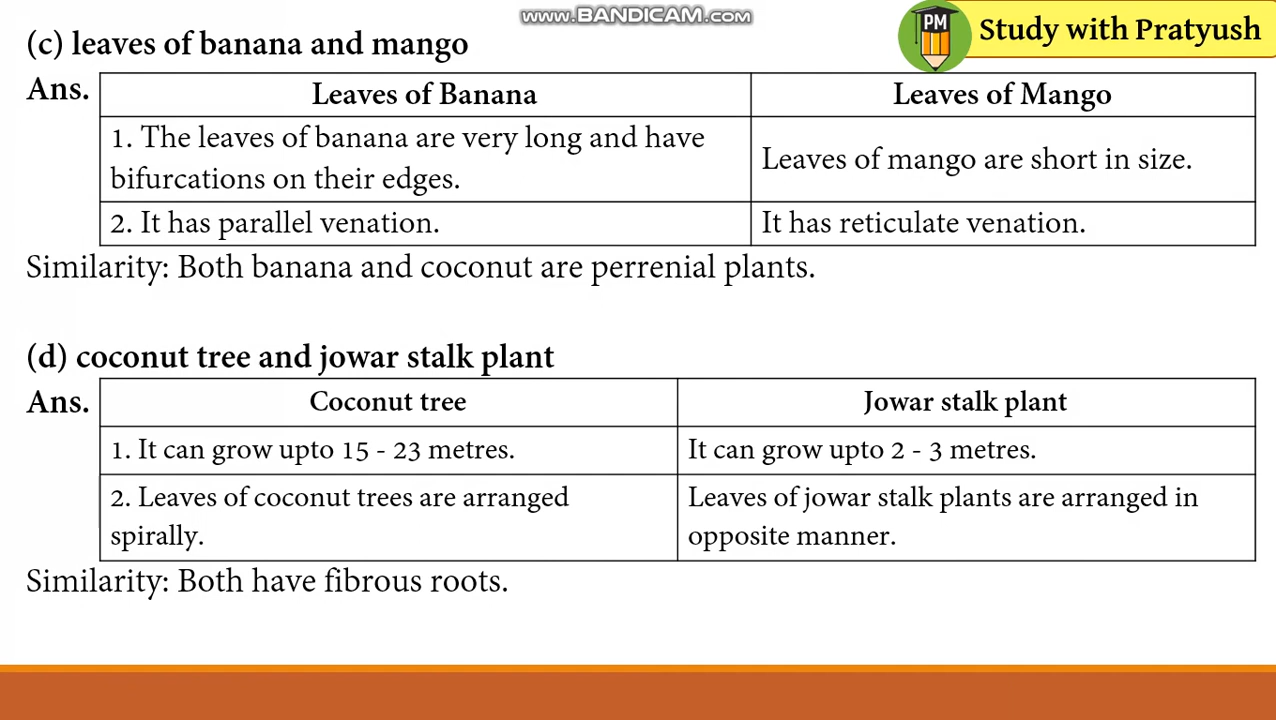 www.BANDICAM.com
PM
Study with Pratyush
(c) leaves of banana and mango
Ans.
Leaves of Banana
Leaves of Mango
1. The leaves of banana are very long and have
bifurcations on their edges.
Leaves of mango are short in size.
2. It has parallel venation.
It has reticulate venation.
Similarity: Both banana and coconut are perrenial plants.
(d) coconut tree and jowar stalk plant
Ans.
Coconut tree
Jowar stalk plant
1. It can grow upto 15 - 23 metres.
It can grow upto 2 - 3 metres.
2. Leaves of coconut trees are arranged
spirally.
Leaves of jowar stalk plants are arranged in
opposite manner.
Similarity: Both have fibrous roots.